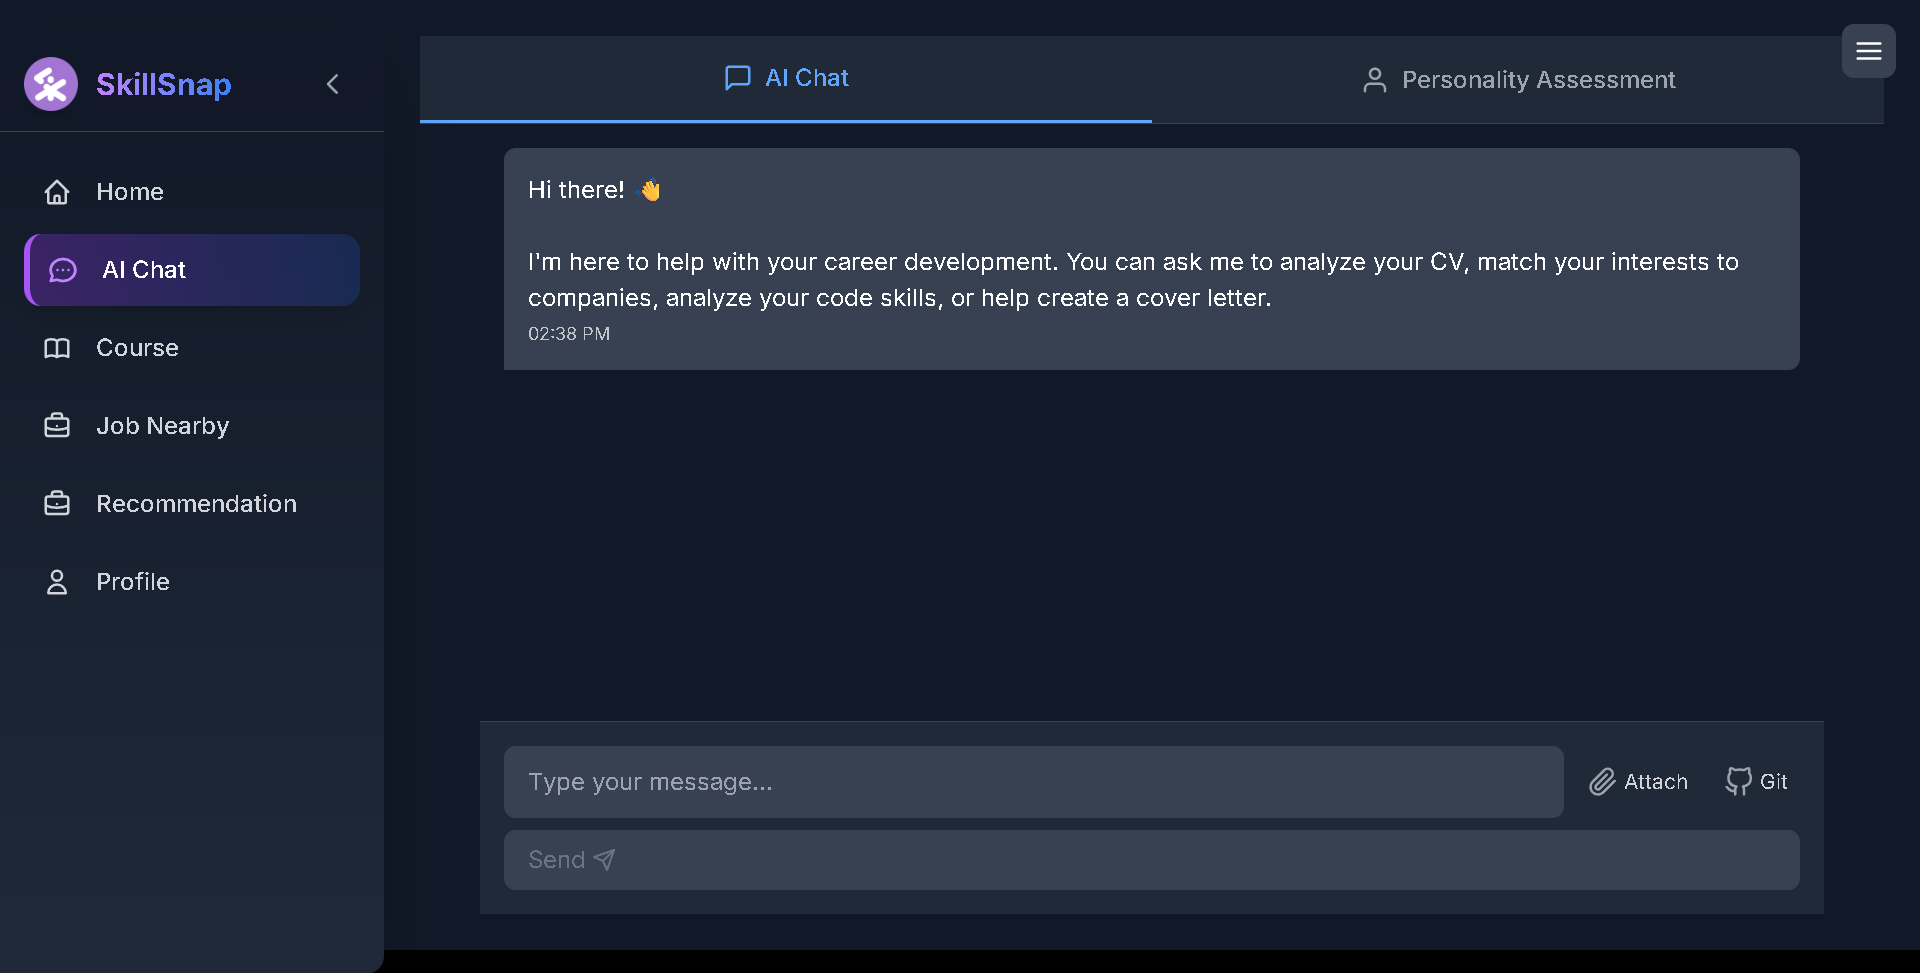 SkillSnap
Home
AI Chat
Course
Job Nearby
Recommendation
Profile
AI Chat
Personality Assessment
Hi there! 👋
I'm here to help with your career development. You can ask me to analyze your CV, match your interests to
companies, analyze your code skills, or help create a cover letter.
02:38 PM
Type your message...
Attach
Git
Send